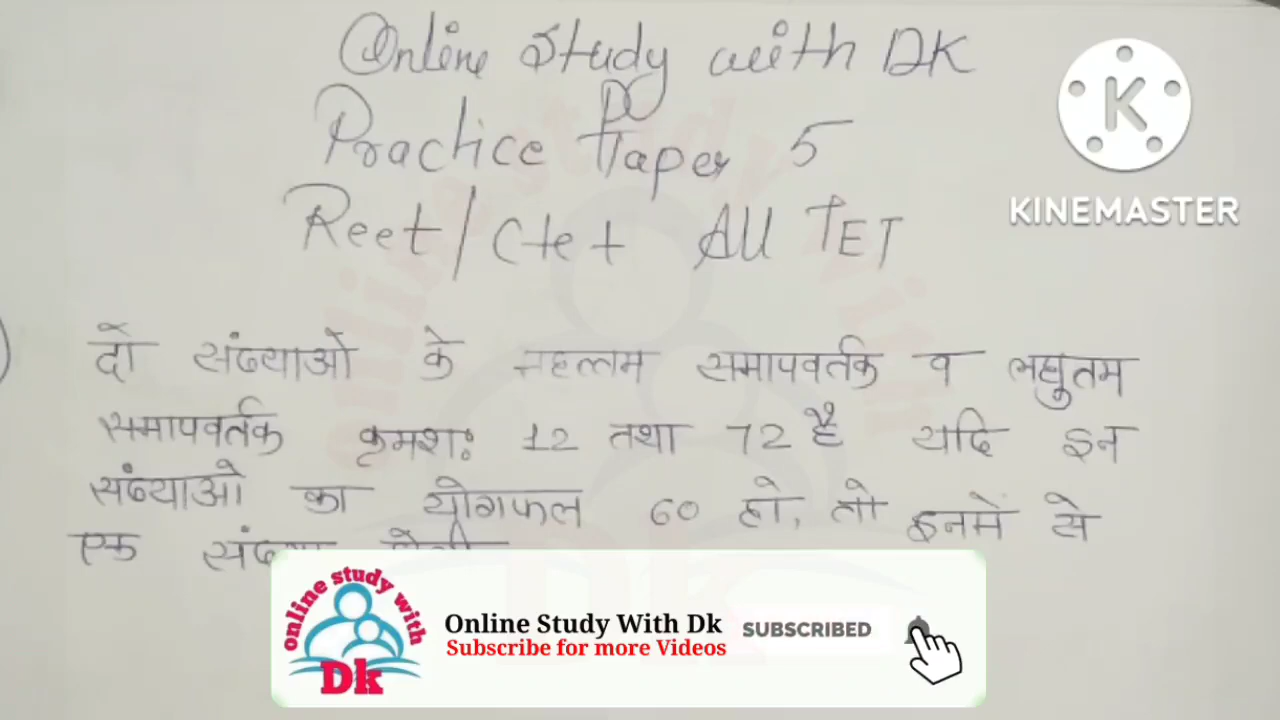 Online Study with DK
Practice Paper 5
Reet/Ctet All TET
K
KINEMASTER
दो संख्याओ के महत्तम समापवर्तक व लघुतम
समापवर्तक क्रमशः 12 तथा 72 है यदि इन
संख्याओ का योगफल 60 हो, तो इनमें से
एक
online study with
Dk
Online Study With Dk
Subscribe for more Videos
SUBSCRIBED